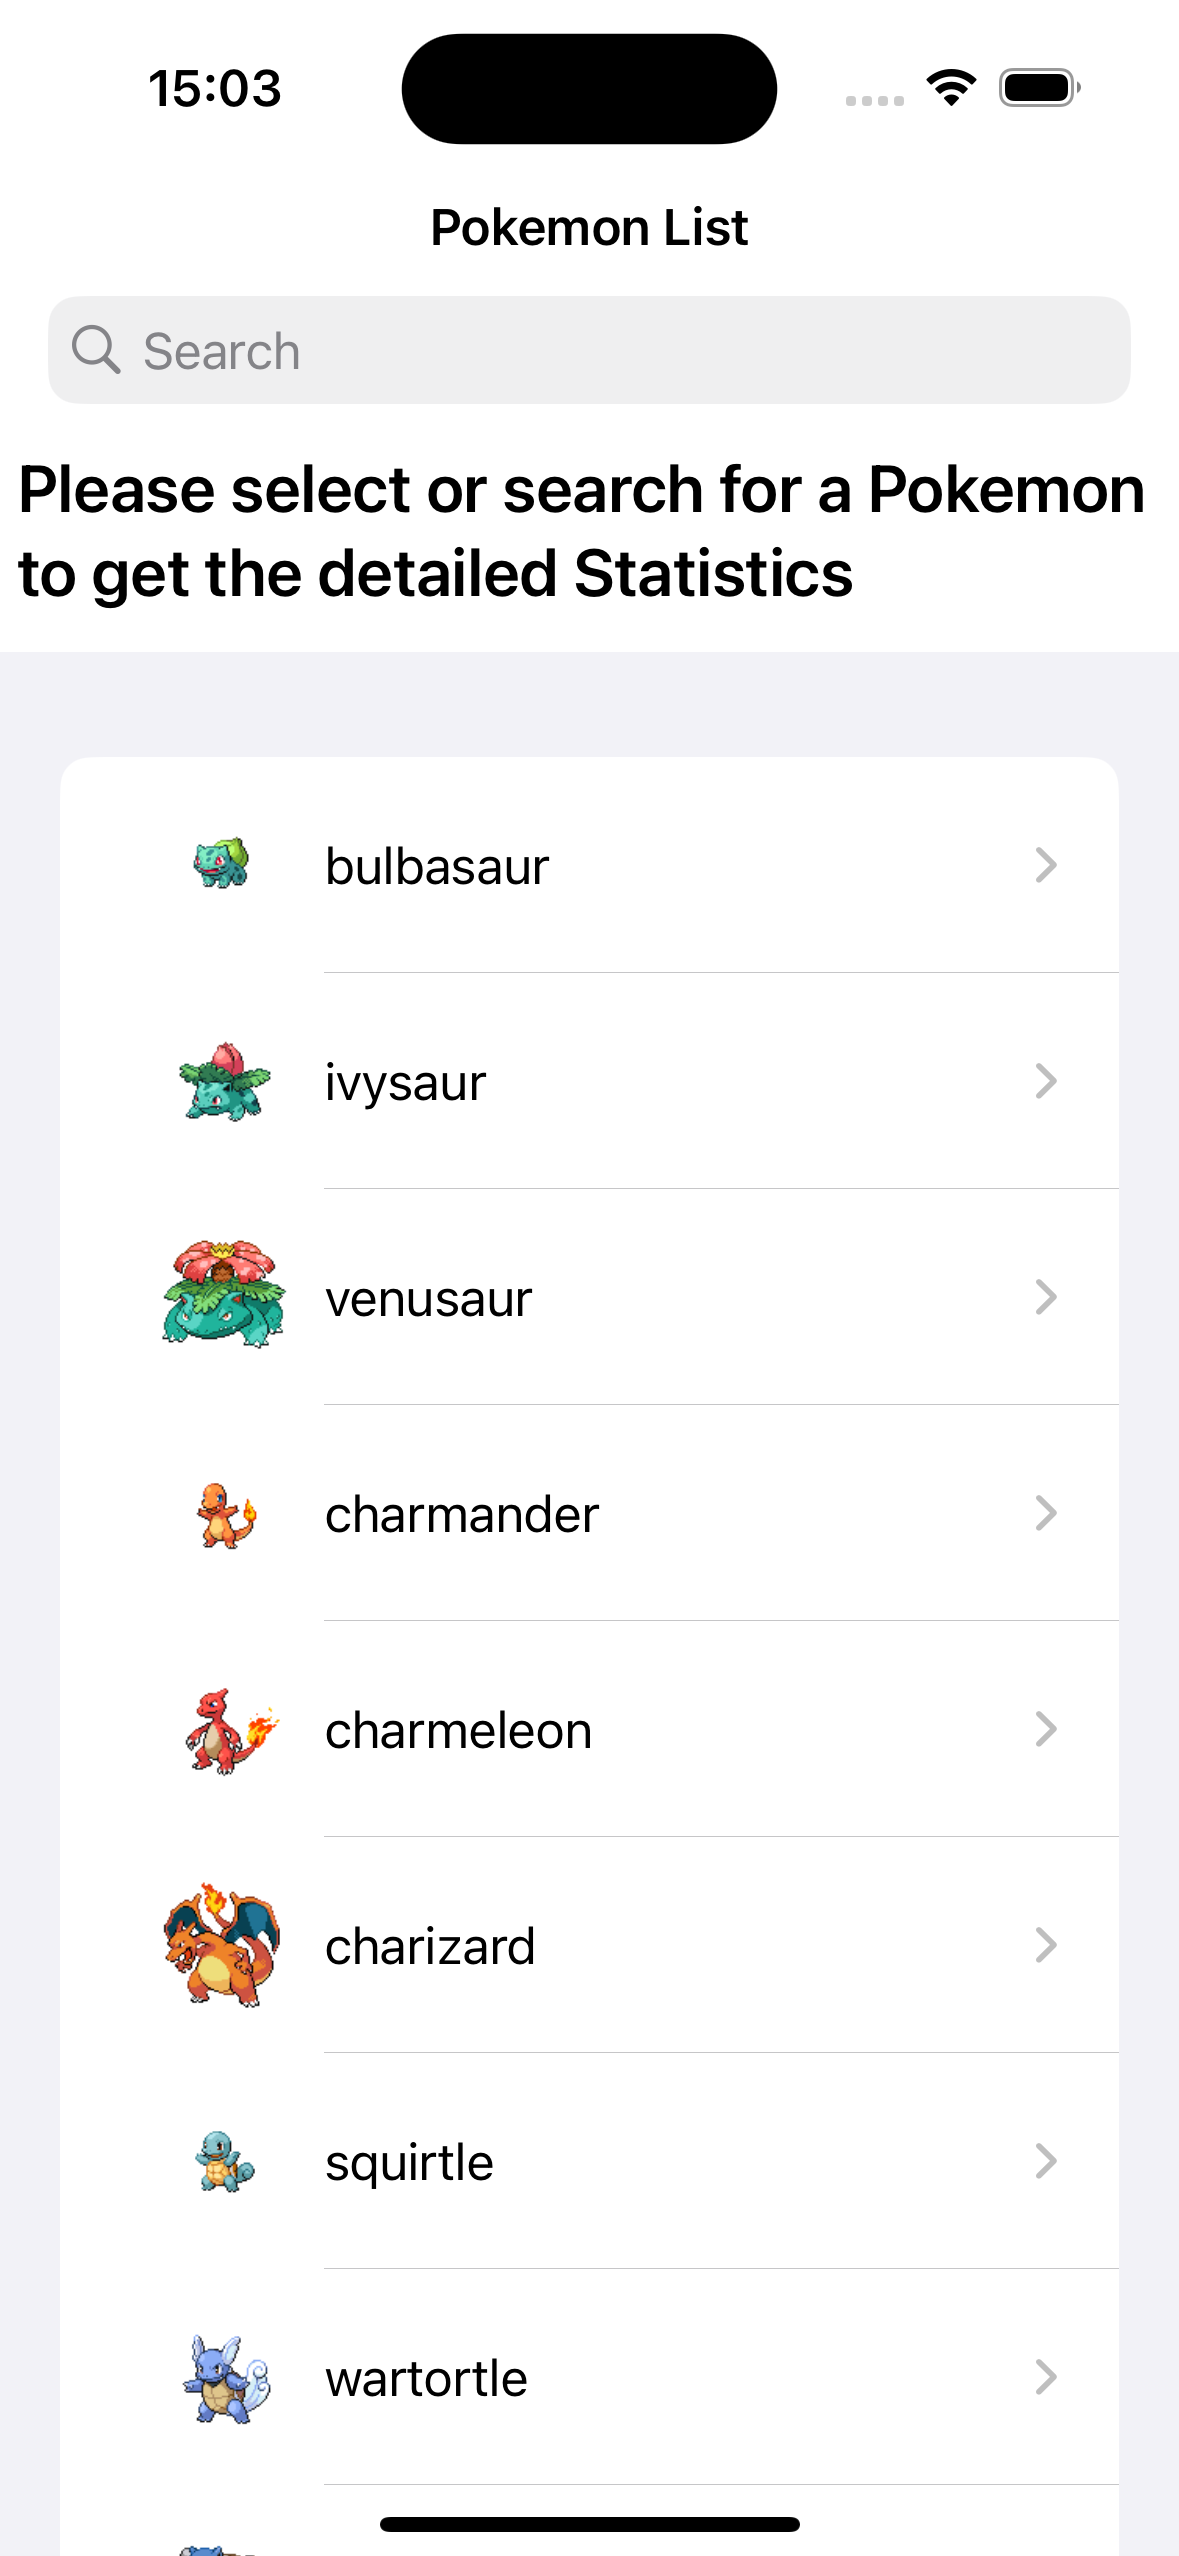 15:03
Pokemon List
Search
Please select or search for a Pokemon
to get the detailed Statistics
bulbasaur
ivysaur
venusaur
charmander
charmeleon
charizard
squirtle
wartortle